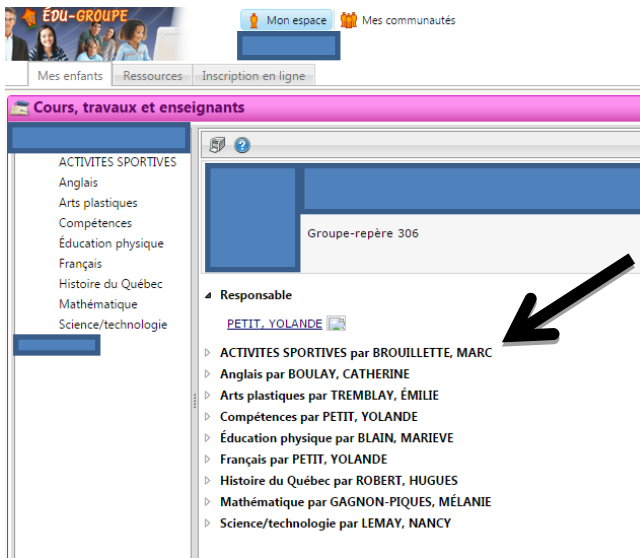 ÉDU-GROUPE
Mon espace
Mes communautés
Mes enfants
Ressources
Inscription en ligne
Cours, travaux et enseignants
ACTIVITES SPORTIVES
Anglais
Arts plastiques
Compétences
Éducation physique
Français
Histoire du Québec
Mathématique
Science/technologie
Groupe-repère 306
Responsable
PETIT, YOLANDE
ACTIVITES SPORTIVES par BROUILLETTE, MARC
Anglais par BOULAY, CATHERINE
Arts plastiques par TREMBLAY, ÉMILIE
Compétences par PETIT, YOLANDE
Éducation physique par BLAIN, MARIEVE
Français par PETIT, YOLANDE
Histoire du Québec par ROBERT, HUGUES
Mathématique par GAGNON-PIQUES, MÉLANIE
Science/technologie par LEMAY, NANCY